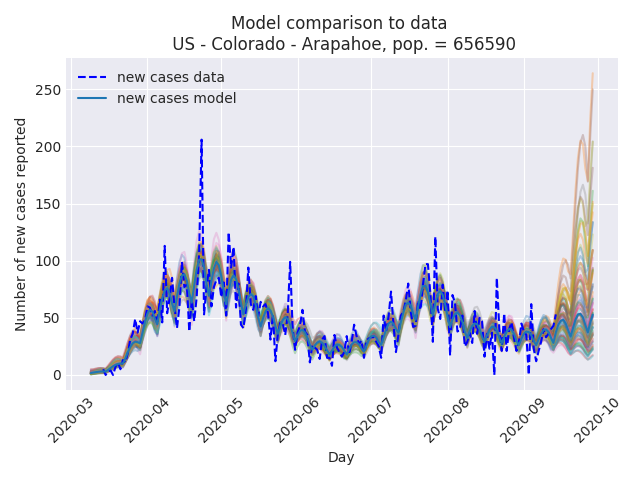 Model comparison to data
US - Colorado - Arapahoe, pop. = 656590
new cases data
new cases model
Number of new cases reported
250
200
150
100
50
0
2020-03
2020-04
2020-05
2020-06
2020-07
2020-08
2020-09
2020-10
Day